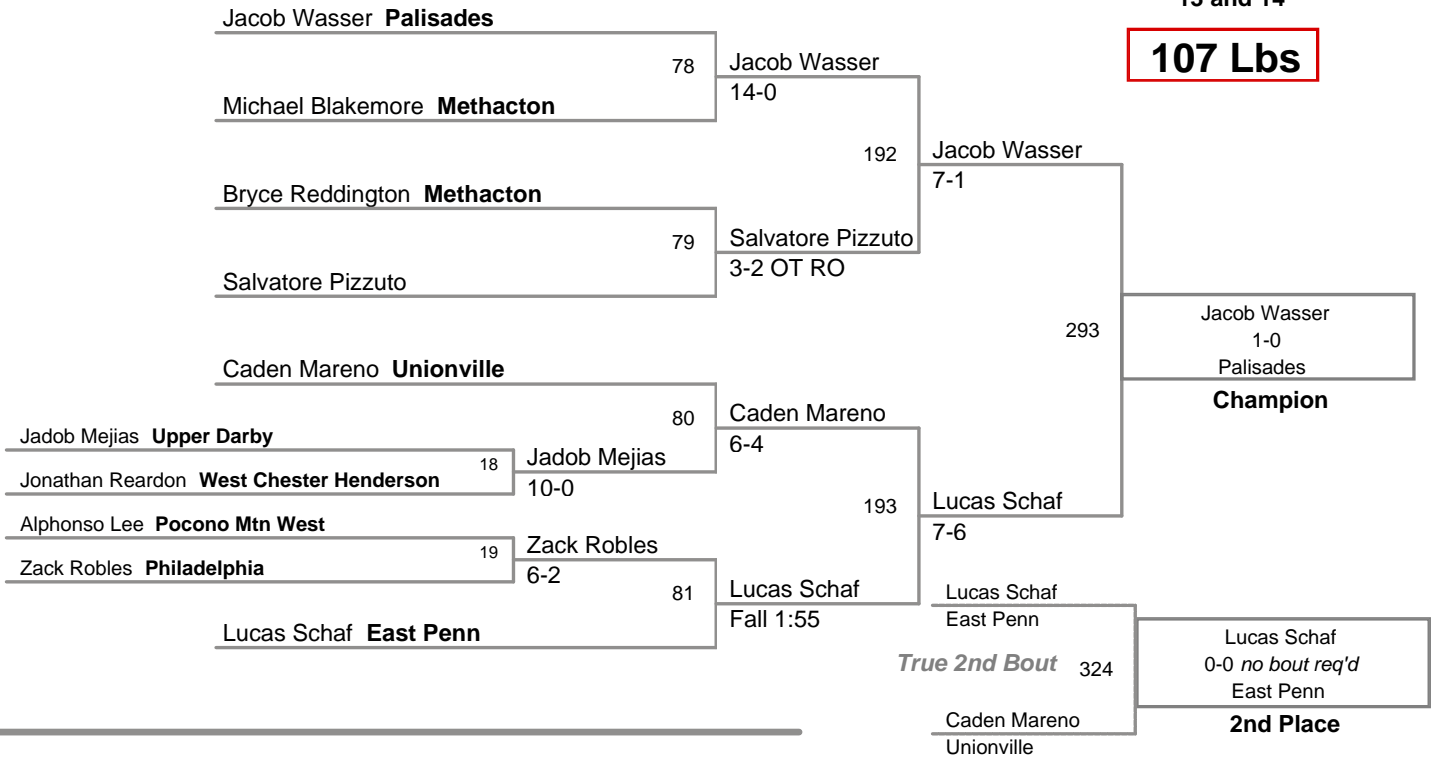 13 and 14
107 Lbs
Jacob Wasser Palisades
78
Michael Blakemore Methacton
Jacob Wasser
14-0
192
Bryce Reddington Methacton
79
Salvatore Pizzuto
Salvatore Pizzuto
3-2 OT RO
Jacob Wasser
7-1
293
Jacob Wasser
1-0
Palisades
Champion
Caden Mareno Unionville
80
Jadob Mejias Upper Darby
18
Jonathan Reardon West Chester Henderson
Jadob Mejias
10-0
Caden Mareno
6-4
193
Alphonso Lee Pocono Mtn West
19
Zack Robles Philadelphia
Zack Robles
6-2
81
Lucas Schaf East Penn
Lucas Schaf
Fall 1:55
Lucas Schaf
7-6
Lucas Schaf
East Penn
True 2nd Bout 324
Caden Mareno
Unionville
Lucas Schaf
0-0 no bout req'd
East Penn
2nd Place